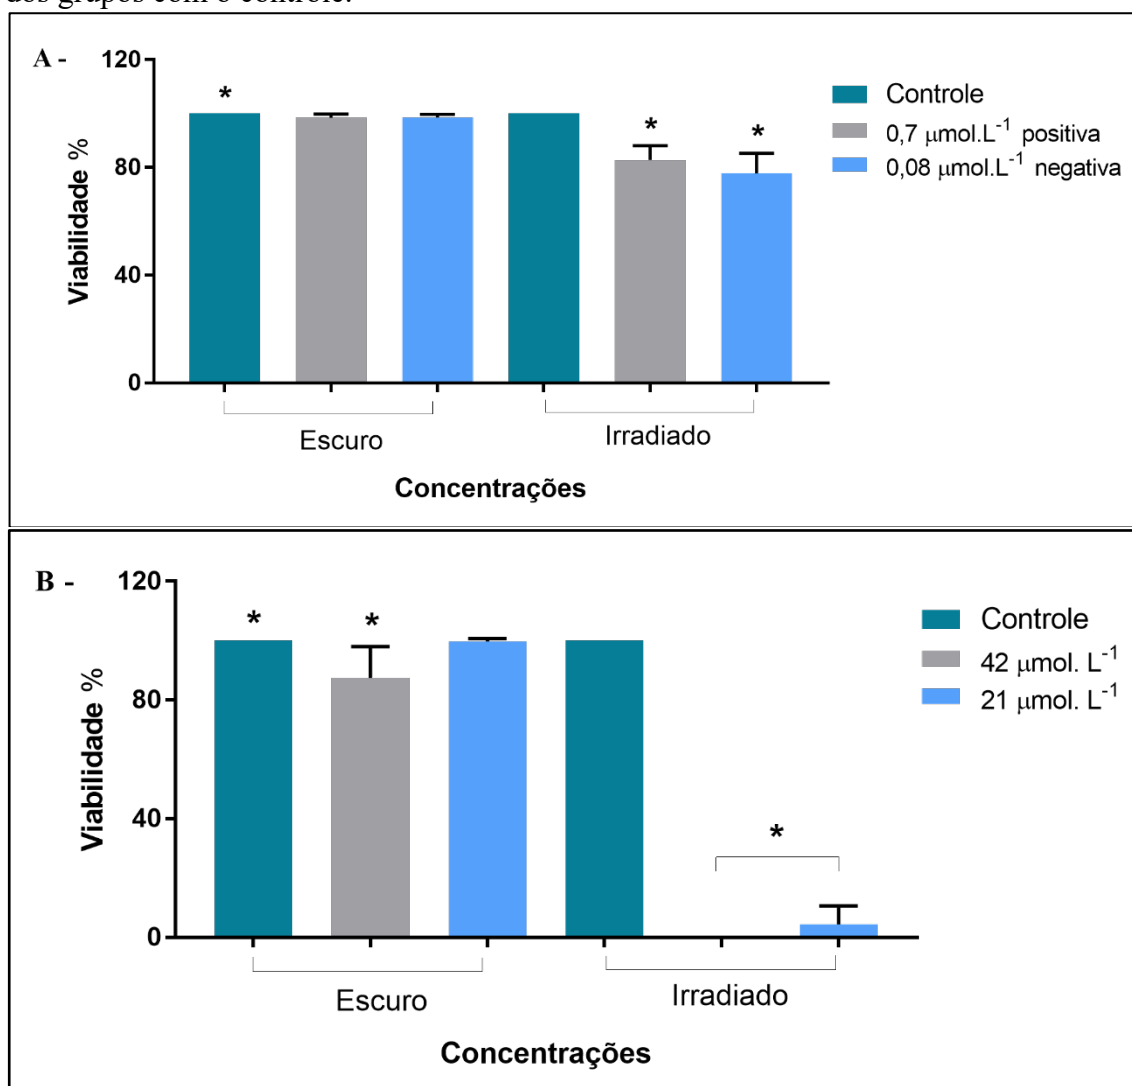 dos grupos com o controle.
A -
120
80
40
0
Viabilidade %
*
*
*
Controle
0,7 μmol.L⁻¹ positiva
0,08 μmol.L⁻¹ negativa
Escuro
Irradiado
Concentrações
B -
120
80
40
0
Viabilidade %
*
*
*
Controle
42 μmol. L⁻¹
21 μmol. L⁻¹
Escuro
Irradiado
Concentrações